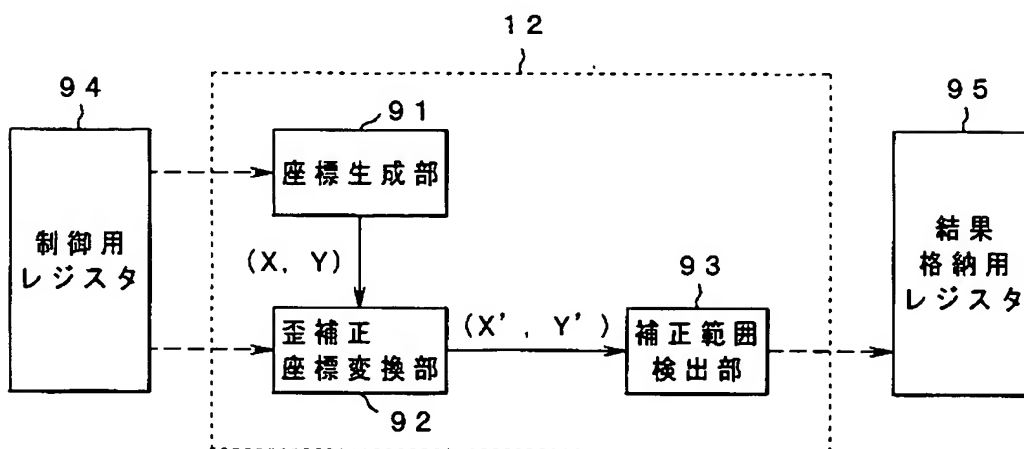 12
94
91
95
座標生成部
制御用
レジスタ
(X, Y)
結果
格納用
レジスタ
93
歪補正
座標変換部
(X', Y')
補正範囲
検出部
92